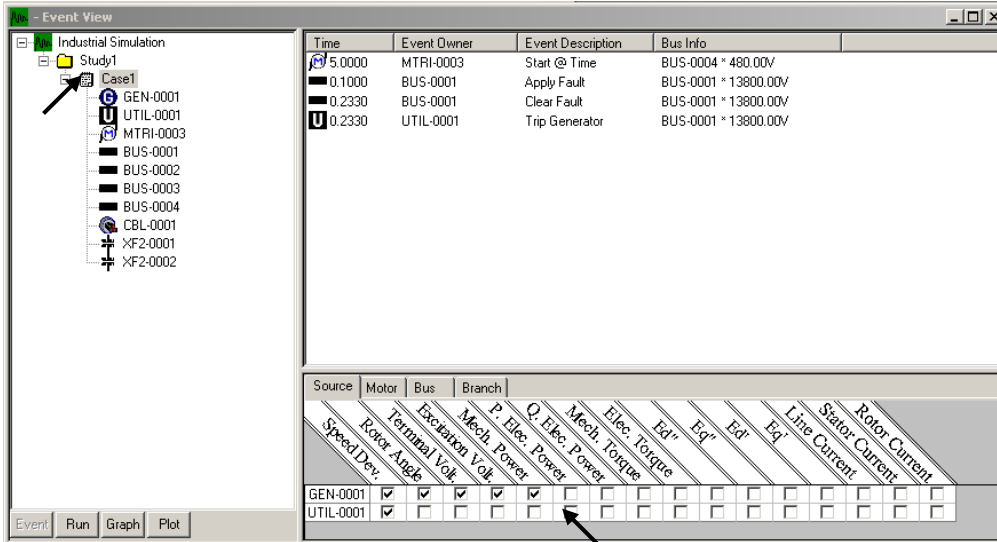 - Event View
Industrial Simulation
Study1
Case1
GEN-0001
UTIL-0001
MTRI-0003
BUS-0001
BUS-0002
BUS-0003
BUS-0004
CBL-0001
XF2-0001
XF2-0002
Event Run Graph Plot
Time Event Owner Event Description Bus Info
5.0000 MTRI-0003 Start @ Time BUS-0004 * 480.00V
0.1000 BUS-0001 Apply Fault BUS-0001 * 13800.00V
0.2330 BUS-0001 Clear Fault BUS-0001 * 13800.00V
0.2330 UTIL-0001 Trip Generator BUS-0001 * 13800.00V
Source Motor Bus Branch
Speed Dev.
Rotor Angle
Terminal Volt.
Excitation Volt.
Mech. Power
P. Elec. Power
Q. Elec. Power
Mech. Torque
Elec. Torque
Ed"
Eq"
Ed'
Eq'
Line Current
Stator Current
Rotor Current
GEN-0001
UTIL-0001